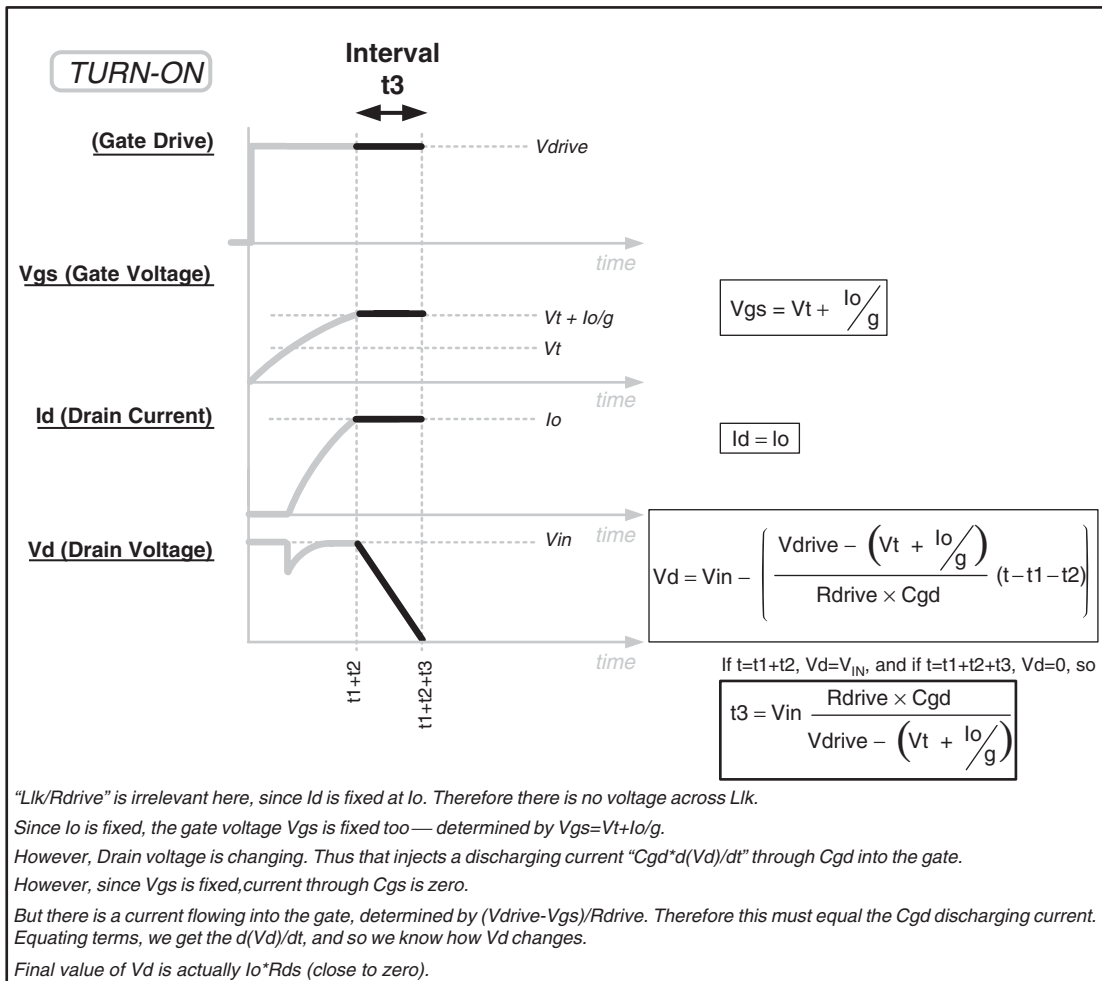 TURN-ON
Interval
t3
(Gate Drive)
Vdrive
time
Vgs (Gate Voltage)
Vt + Io/g
Vt
time
Vgs = Vt + Io/g
Id (Drain Current)
Io
time
Id = Io
Vd (Drain Voltage)
Vin
time
t1+t2
t1+t2+t3
Vd = Vin − ( (Vdrive − (Vt + Io/g)) / (Rdrive × Cgd) (t−t1−t2) )
If t=t1+t2, Vd=V_IN, and if t=t1+t2+t3, Vd=0, so
t3 = Vin (Rdrive × Cgd) / (Vdrive − (Vt + Io/g))
“Llk/Rdrive” is irrelevant here, since Id is fixed at Io. Therefore there is no voltage across Llk.
Since Io is fixed, the gate voltage Vgs is fixed too — determined by Vgs=Vt+Io/g.
However, Drain voltage is changing. Thus that injects a discharging current “Cgd*d(Vd)/dt” through Cgd into the gate.
However, since Vgs is fixed,current through Cgs is zero.
But there is a current flowing into the gate, determined by (Vdrive-Vgs)/Rdrive. Therefore this must equal the Cgd discharging current.
Equating terms, we get the d(Vd)/dt, and so we know how Vd changes.
Final value of Vd is actually Io*Rds (close to zero).